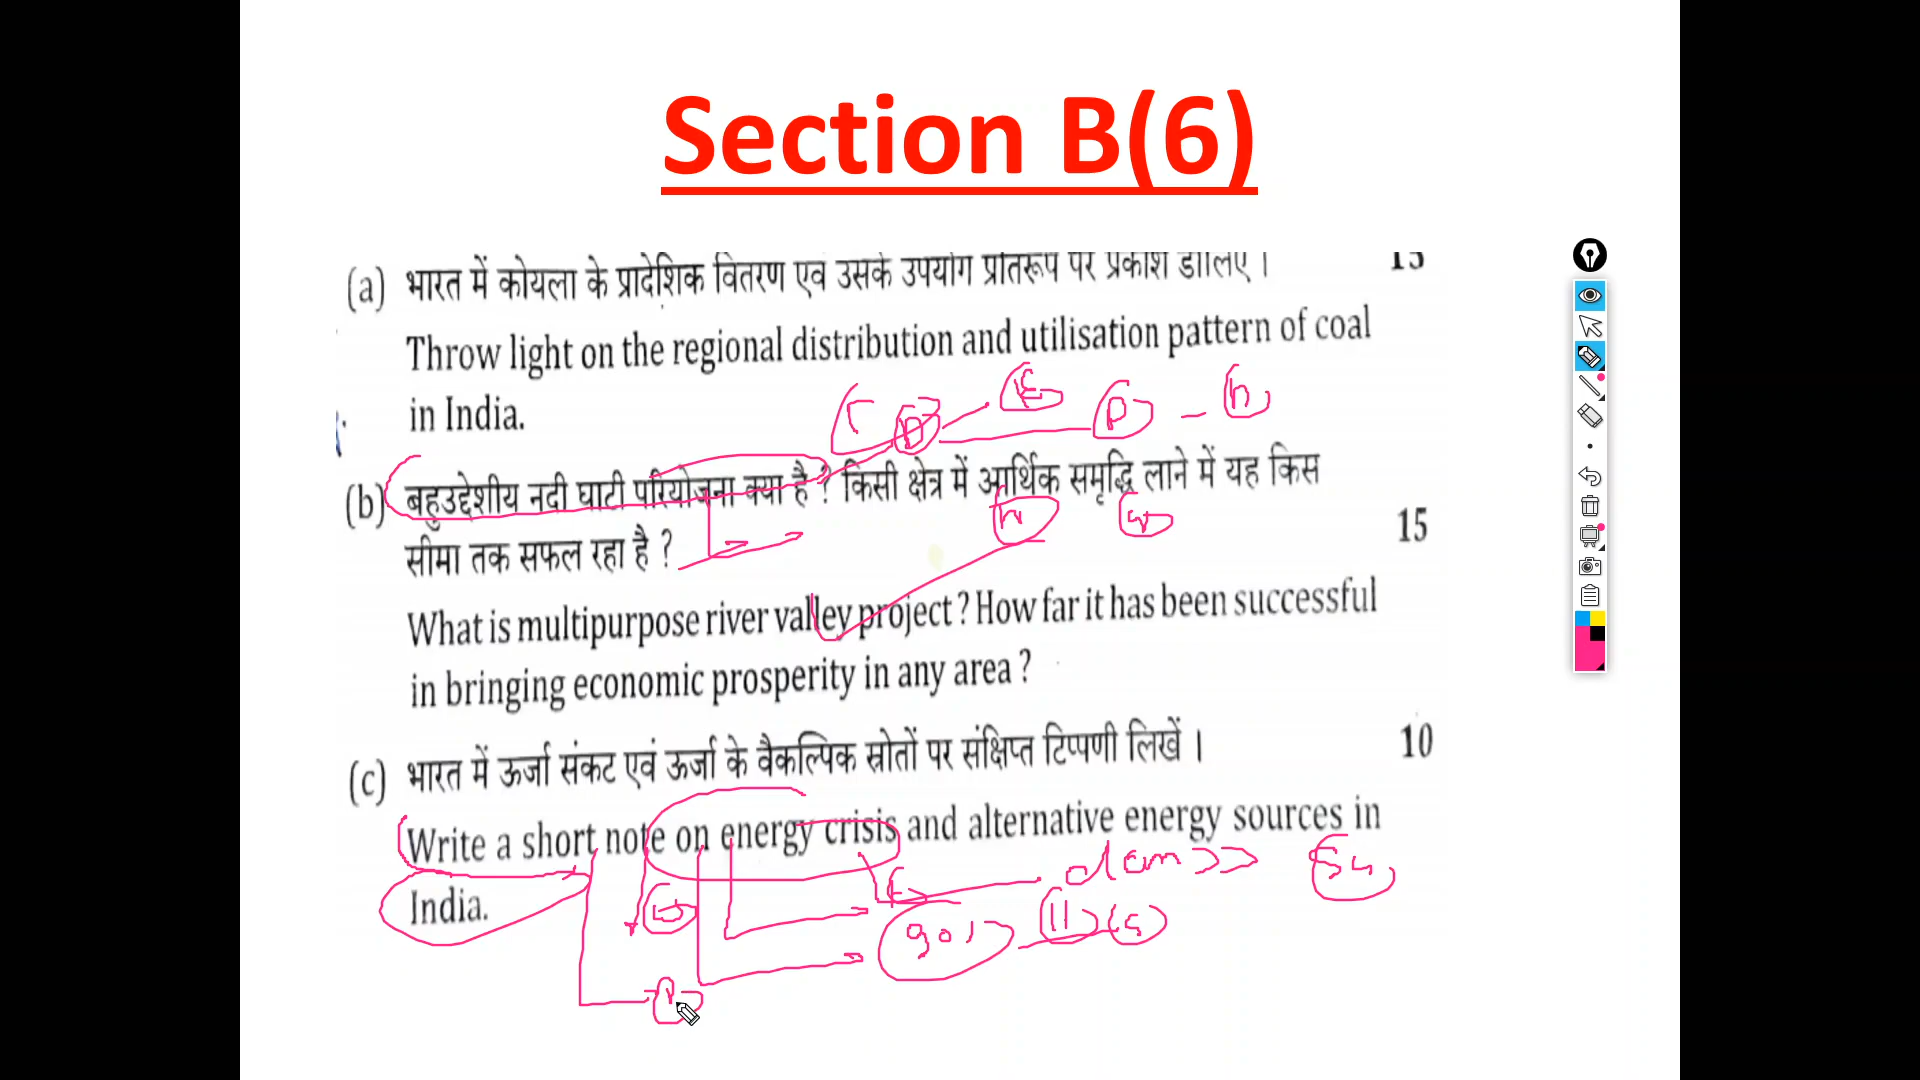 Section B(6)
(a) भारत में कोयला के प्रादेशिक वितरण एवं उसके उपयोग प्रतिरूप पर प्रकाश डालिए । 15
Throw light on the regional distribution and utilisation pattern of coal
in India.
(b) बहुउद्देशीय नदी घाटी परियोजना क्या है ? किसी क्षेत्र में आर्थिक समृद्धि लाने में यह किस
सीमा तक सफल रहा है ? 15
What is multipurpose river valley project ? How far it has been successful
in bringing economic prosperity in any area ?
(c) भारत में ऊर्जा संकट एवं ऊर्जा के वैकल्पिक स्रोतों पर संक्षिप्त टिप्पणी लिखें । 10
Write a short note on energy crisis and alternative energy sources in
India.